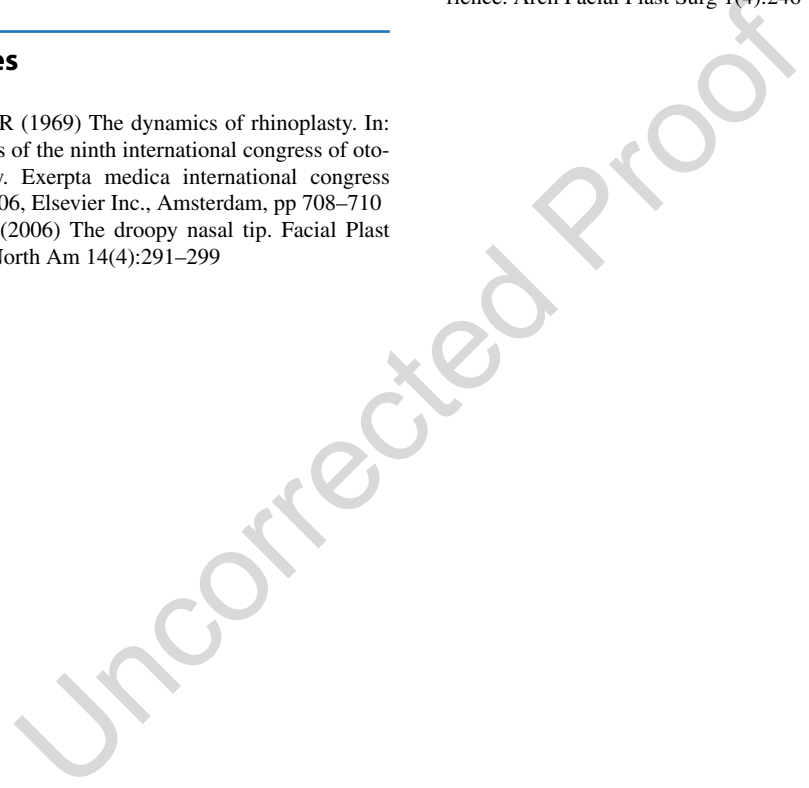 es
R (1969) The dynamics of rhinoplasty. In:
s of the ninth international congress of oto-
y. Exerpta medica international congress
06, Elsevier Inc., Amsterdam, pp 708–710
(2006) The droopy nasal tip. Facial Plast
North Am 14(4):291–299
rience. Arch Facial Plast Surg 1(4):246
Uncorrected Proof